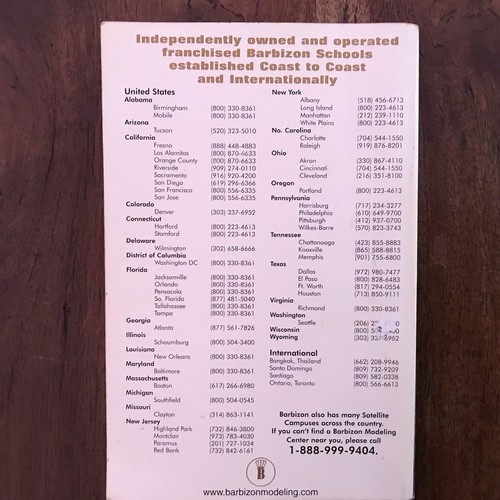 Independently owned and operated
franchised Barbizon Schools
established Coast to Coast
and Internationally
United States
Alabama
Birmingham (800) 330-8361
Mobile (800) 330-8361
Arizona
Tucson (520) 323-5010
California
Fresno (888) 448-4883
Los Alamitos (800) 870-6633
Orange County (800) 870-6633
Riverside (909) 274-0110
Sacramento (916) 920-4200
San Diego (619) 296-6366
San Francisco (800) 556-6335
San Jose (800) 556-6335
Colorado
Denver (303) 337-6952
Connecticut
Hartford (800) 223-4613
Stamford (800) 223-4613
Delaware
Wilmington (302) 658-6666
District of Columbia
Washington DC (800) 330-8361
Florida
Jacksonville (800) 330-8361
Orlando (800) 330-8361
Pensacola (800) 330-8361
So. Florida (877) 481-5040
Tallahassee (800) 330-8361
Tampa (800) 330-8361
Georgia
Atlanta (877) 561-7826
Illinois
Schaumburg (800) 504-3400
Louisiana
New Orleans (800) 330-8361
Maryland
Baltimore (800) 330-8361
Massachusetts
Boston (617) 266-6980
Michigan
Southfield (800) 504-0545
Missouri
Clayton (314) 863-1141
New Jersey
Highland Park (732) 846-3800
Montclair (973) 783-4030
Paramus (201) 727-1034
Red Bank (732) 842-6161
New York
Albany (518) 456-6713
Long Island (800) 223-4613
Manhattan (212) 239-1110
White Plains (800) 223-4613
No. Carolina
Charlotte (704) 544-1550
Raleigh (919) 876-8201
Ohio
Akron (330) 867-4110
Cincinnati (704) 544-1550
Cleveland (216) 351-8100
Oregon
Portland (800) 223-4613
Pennsylvania
Harrisburg (717) 234-3277
Philadelphia (610) 649-9700
Pittsburgh (412) 937-0700
Wilkes-Barre (570) 823-3743
Tennessee
Chattanooga (423) 855-8883
Knoxville (865) 588-8815
Memphis (901) 755-6800
Texas
Dallas (972) 980-7477
El Paso (800) 828-6483
Ft. Worth (817) 294-0554
Houston (713) 850-9111
Virginia
Richmond (800) 330-8361
Washington
Seattle (206)
Wisconsin (800)
Wyoming (303)
International
Bangkok, Thailand (662) 208-9946
Santo Domingo (809) 732-9209
Santiago (809) 582-0338
Ontario, Toronto (800) 566-6613
Barbizon also has many Satellite
Campuses across the country.
If you can't find a Barbizon Modeling
Center near you, please call
1-888-999-9404.
B
www.barbizonmodeling.com